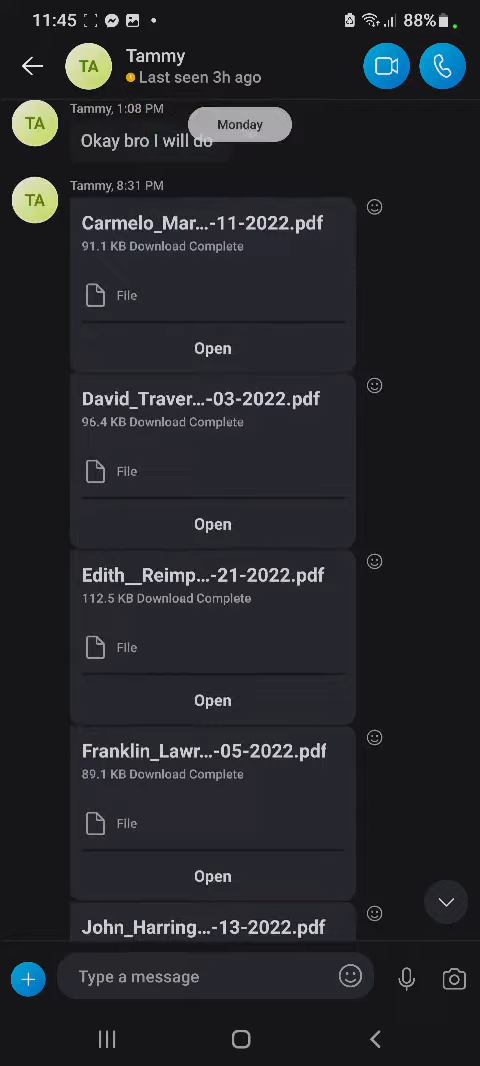 11:45
88%
TA
Tammy
Last seen 3h ago
Tammy, 1:08 PM
Monday
TA
Okay bro I will do
Tammy, 8:31 PM
TA
Carmelo_Mar...-11-2022.pdf
91.1 KB Download Complete
File
Open
David_Traver...-03-2022.pdf
96.4 KB Download Complete
File
Open
Edith__Reimp...-21-2022.pdf
112.5 KB Download Complete
File
Open
Franklin_Lawr...-05-2022.pdf
89.1 KB Download Complete
File
Open
John_Harring...-13-2022.pdf
Type a message